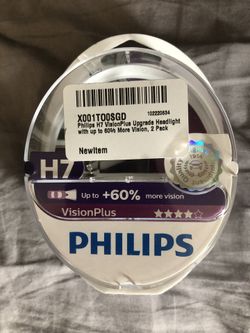 X001TO0SGD
102220534
Philips H7 VisionPlus Upgrade Headlight
with up to 60% More Vision, 2 Pack
NewItem
H7
Up to +60% more vision
VisionPlus
PHILIPS